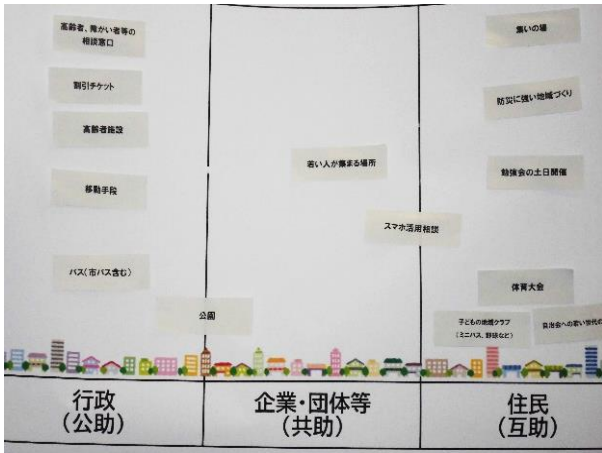 高齢者、障がい者等の
相談窓口
割引チケット
高齢者施設
移動手段
バス(市バス含む)
公園
若い人が集まる場所
スマホ活用相談
集いの場
防災に強い地域づくり
勉強会の土日開催
体育大会
子どもの地域クラブ
(ミニバス、野球など)
自治会への若い世代の
行政
(公助)
企業・団体等
(共助)
住民
(互助)